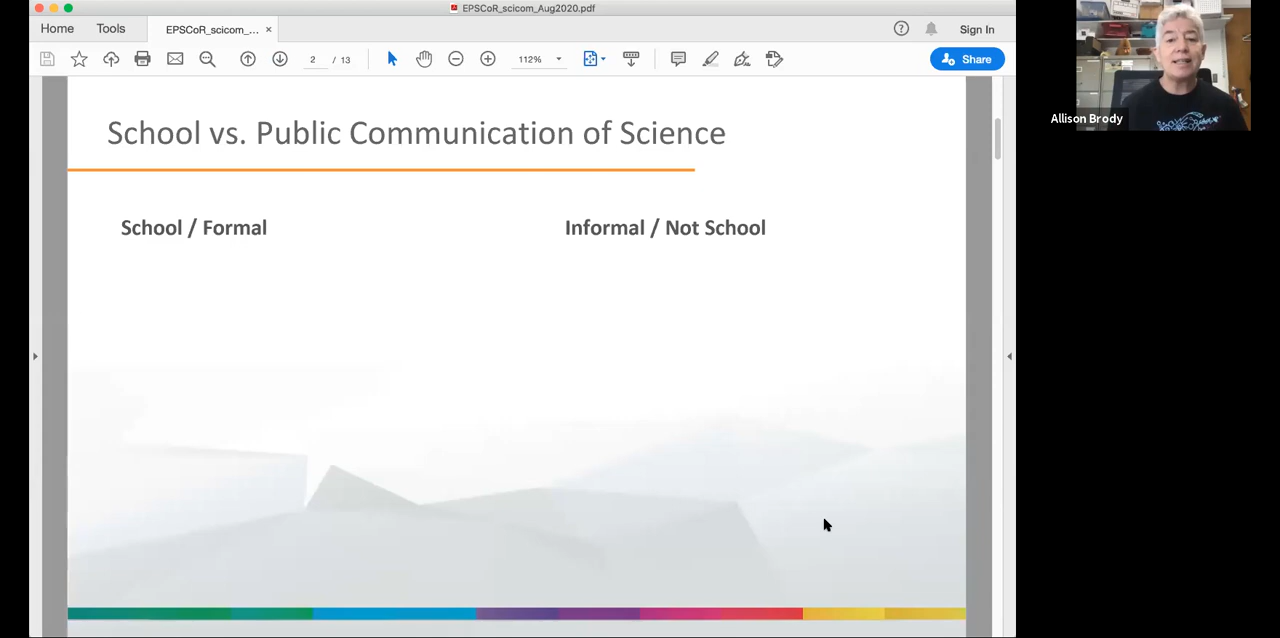 EPSCoR_scicom_Aug2020.pdf
Home Tools EPSCoR_scicom_... × Sign In
2 / 13 112% Share
Allison Brody
School vs. Public Communication of Science
School / Formal Informal / Not School